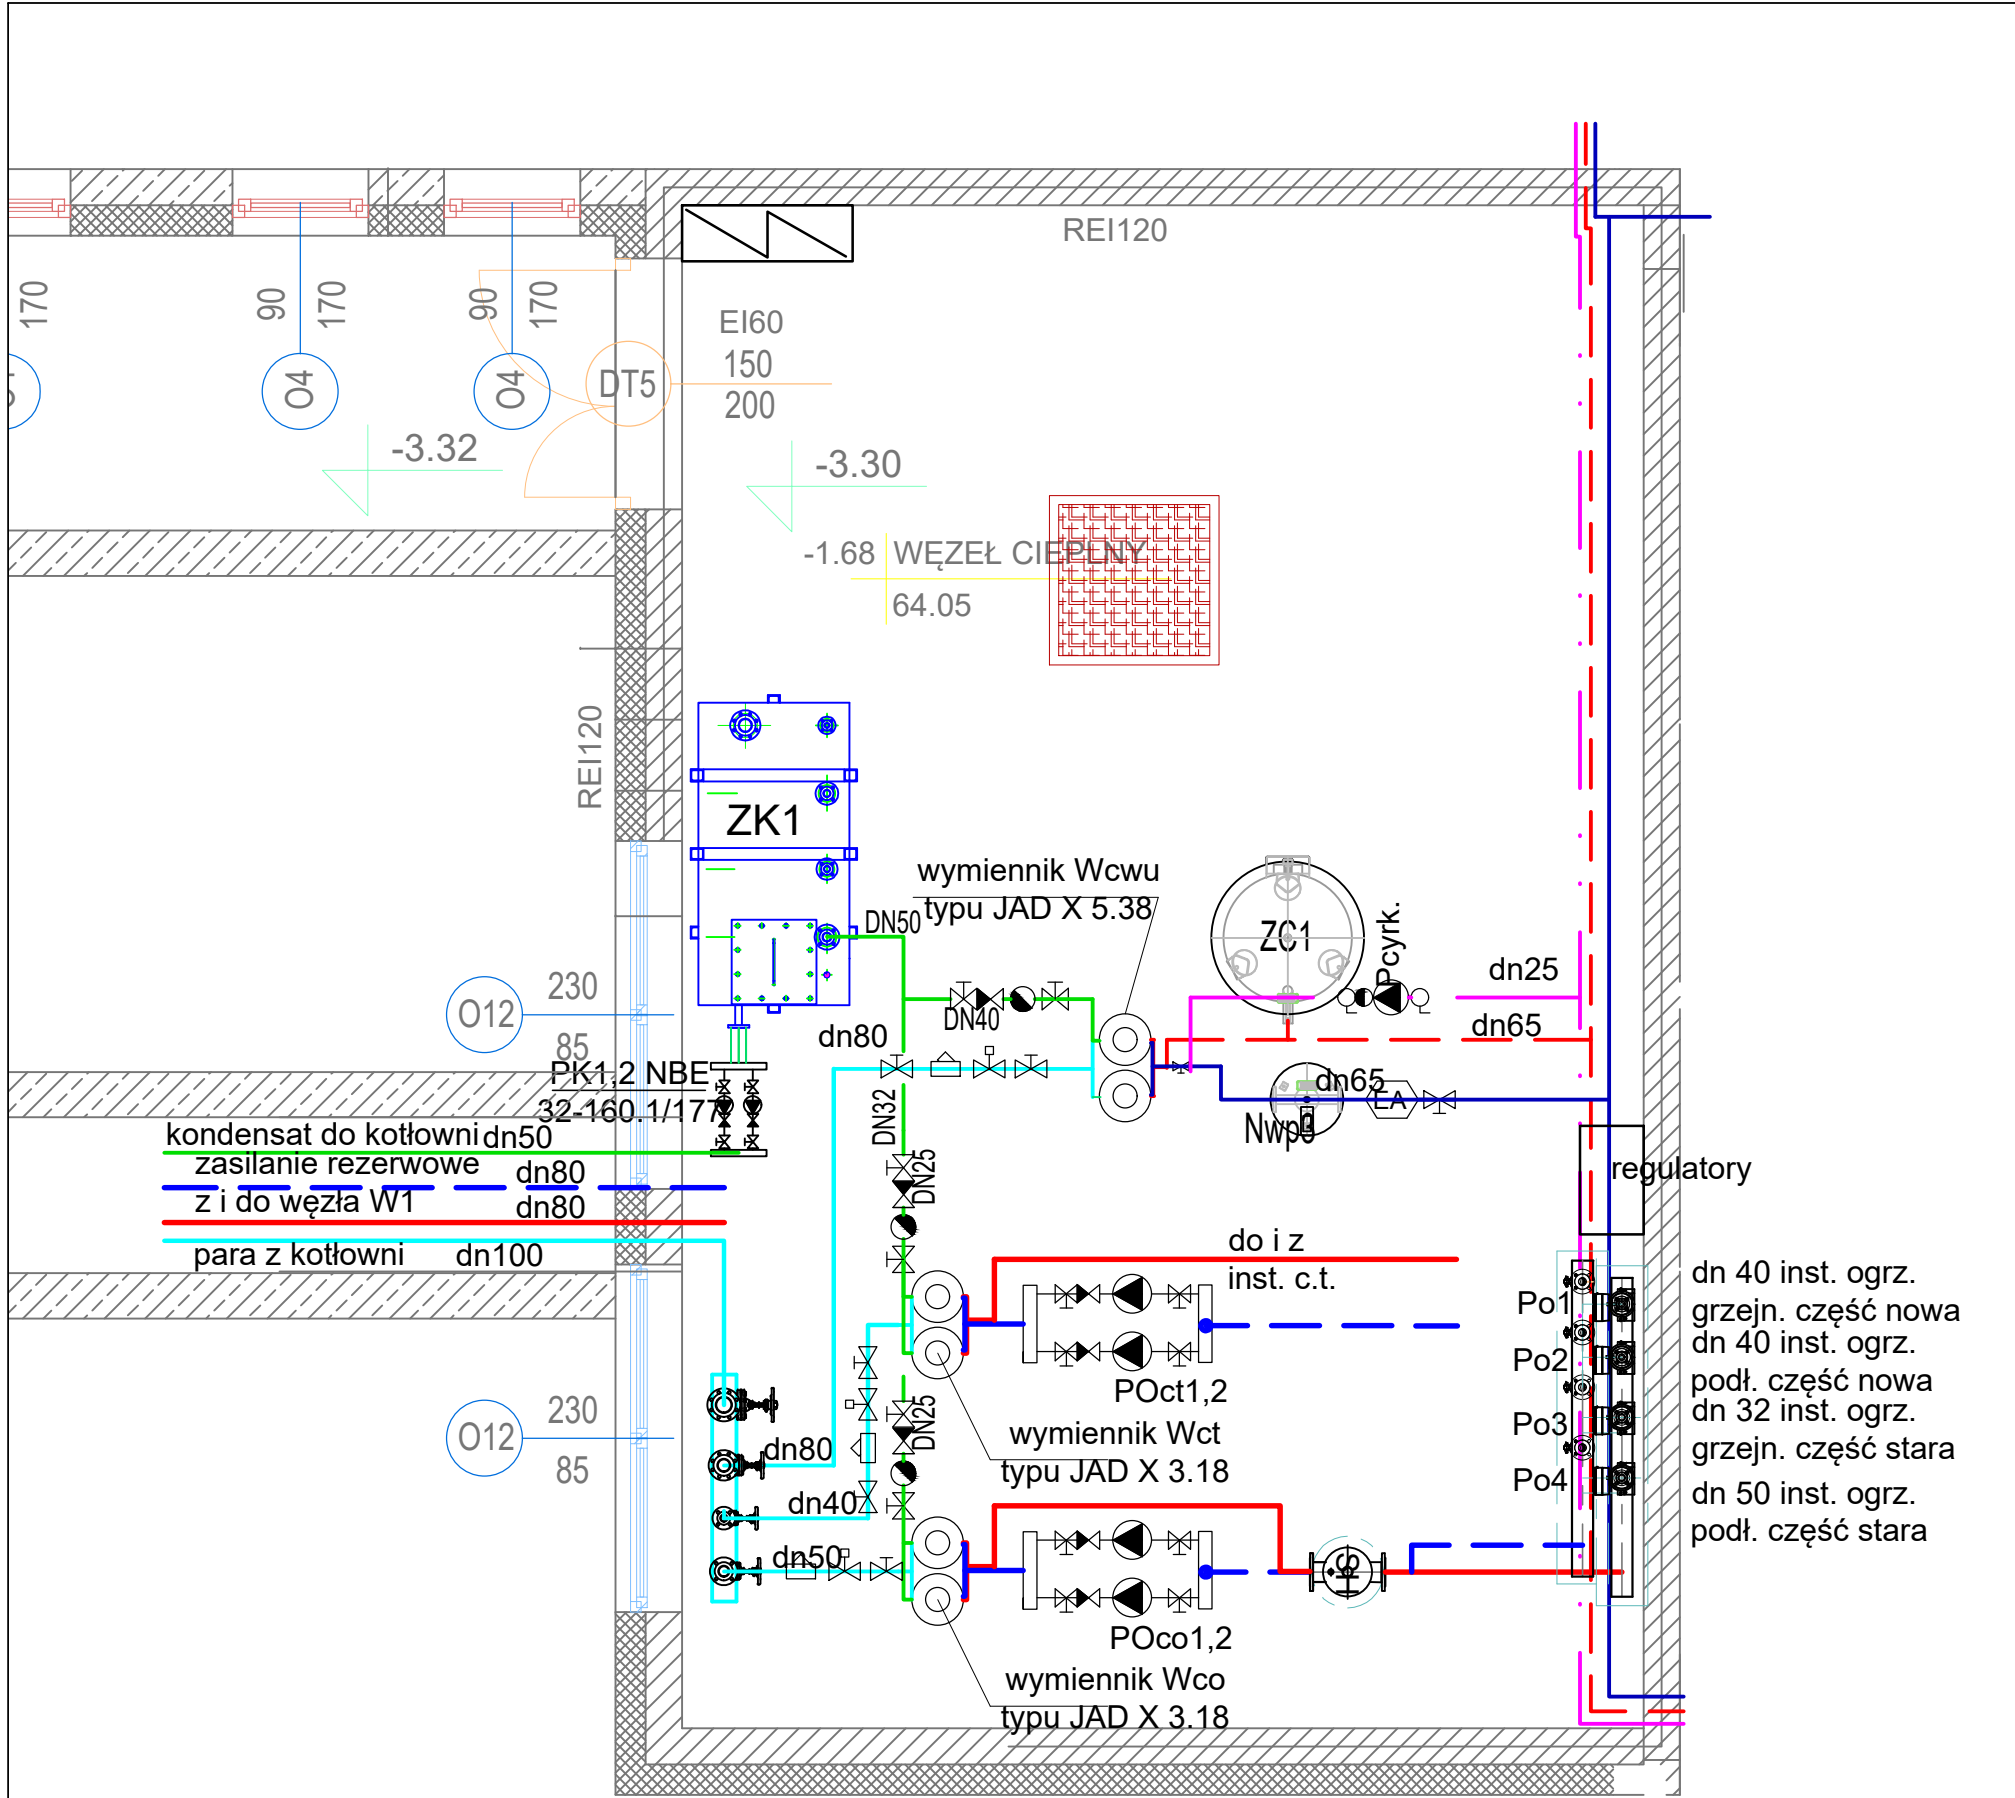 REI120
170
90
170
90
170
EI60
150
200
O4
O4
DT5
-3.32
-3.30
-1.68
WĘZEŁ CIEPLNY
64.05
REI120
ZK1
wymiennik Wcwu
typu JAD X 5.38
DN50
ZC1
Pcyrk.
dn25
dn65
DN40
dn80
O12
230
85
PK1,2 NBE
32-160.1/177
DN32
dn65
EA
Nwp3
kondensat do kotłowni
dn50
zasilanie rezerwowe
dn80
z i do węzła W1
dn80
para z kotłowni
dn100
DN25
regulatory
do i z
inst. c.t.
Po1
Po2
Po3
Po4
dn 40 inst. ogrz.
grzejn. część nowa
dn 40 inst. ogrz.
podł. część nowa
dn 32 inst. ogrz.
grzejn. część stara
dn 50 inst. ogrz.
podł. część stara
POct1,2
wymiennik Wct
typu JAD X 3.18
O12
230
85
DN25
dn80
dn40
dn50
POco1,2
wymiennik Wco
typu JAD X 3.18